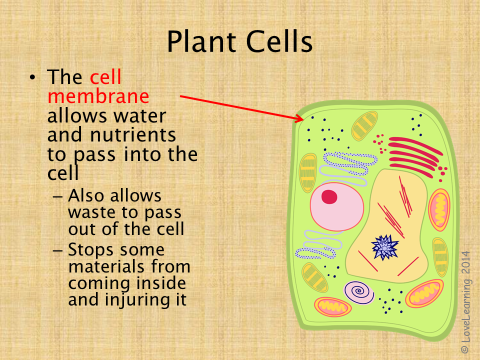 Plant Cells
• The cell
membrane
allows water
and nutrients
to pass into the
cell
– Also allows
waste to pass
out of the cell
– Stops some
materials from
coming inside
and injuring it
© LoveLearning 2014